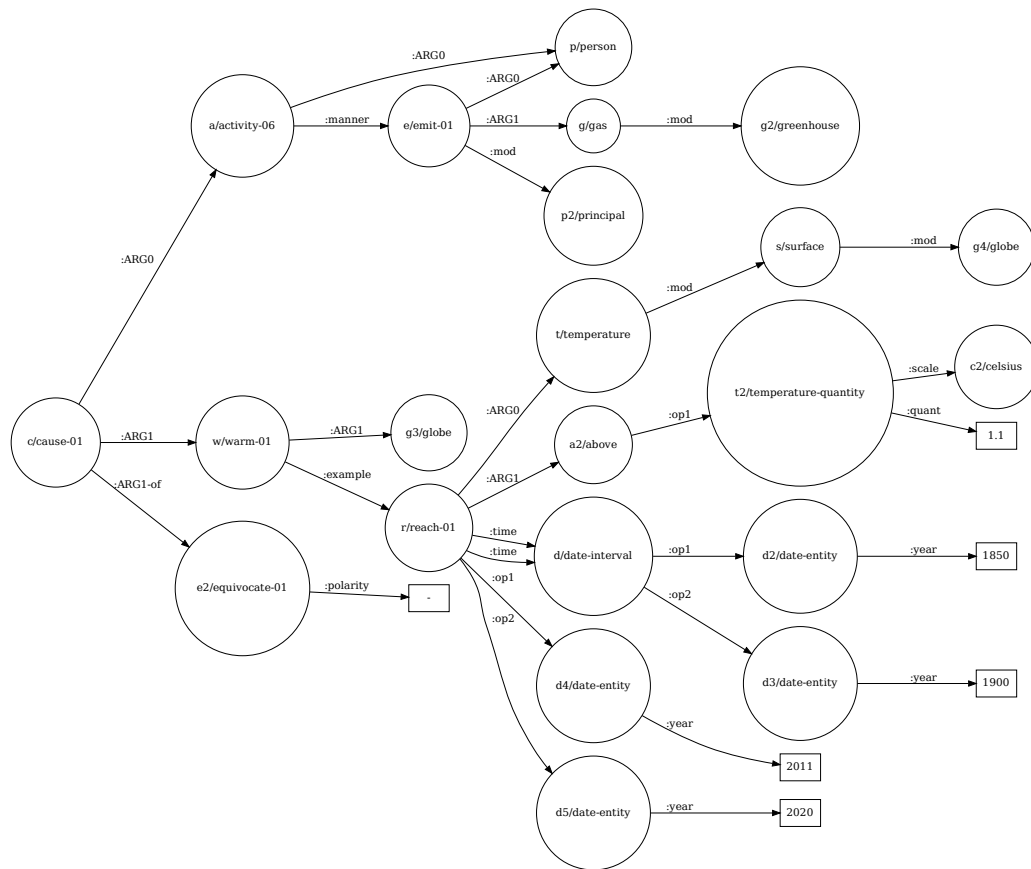 p/person
:ARG0
:ARG0
a/activity-06
:manner
e/emit-01
:ARG1
g/gas
:mod
g2/greenhouse
:mod
p2/principal
s/surface
:mod
g4/globe
:ARG0
:mod
t/temperature
t2/temperature-quantity
:scale
c2/celsius
:quant
1.1
:ARG0
c/cause-01
:ARG1
w/warm-01
:ARG1
g3/globe
a2/above
:op1
:example
:ARG1
:ARG1-of
r/reach-01
:time
:time
d/date-interval
:op1
d2/date-entity
:year
1850
e2/equivocate-01
:polarity
-
:op1
:op2
:op2
d4/date-entity
d3/date-entity
:year
1900
:year
2011
d5/date-entity
:year
2020